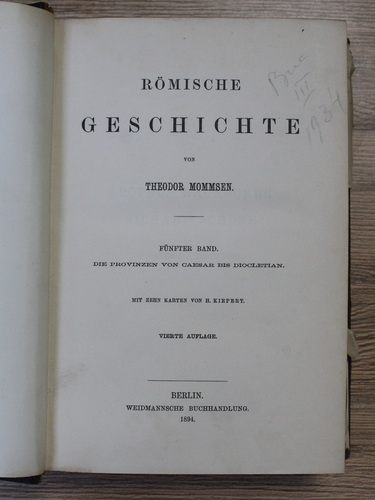 RÖMISCHE
GESCHICHTE
VON
THEODOR MOMMSEN.
FÜNFTER BAND.
DIE PROVINZEN VON CAESAR BIS DIOCLETIAN.
MIT ZEHN KARTEN VON H. KIEPERT.
VIERTE AUFLAGE.
BERLIN.
WEIDMANNSCHE BUCHHANDLUNG.
1894.
III